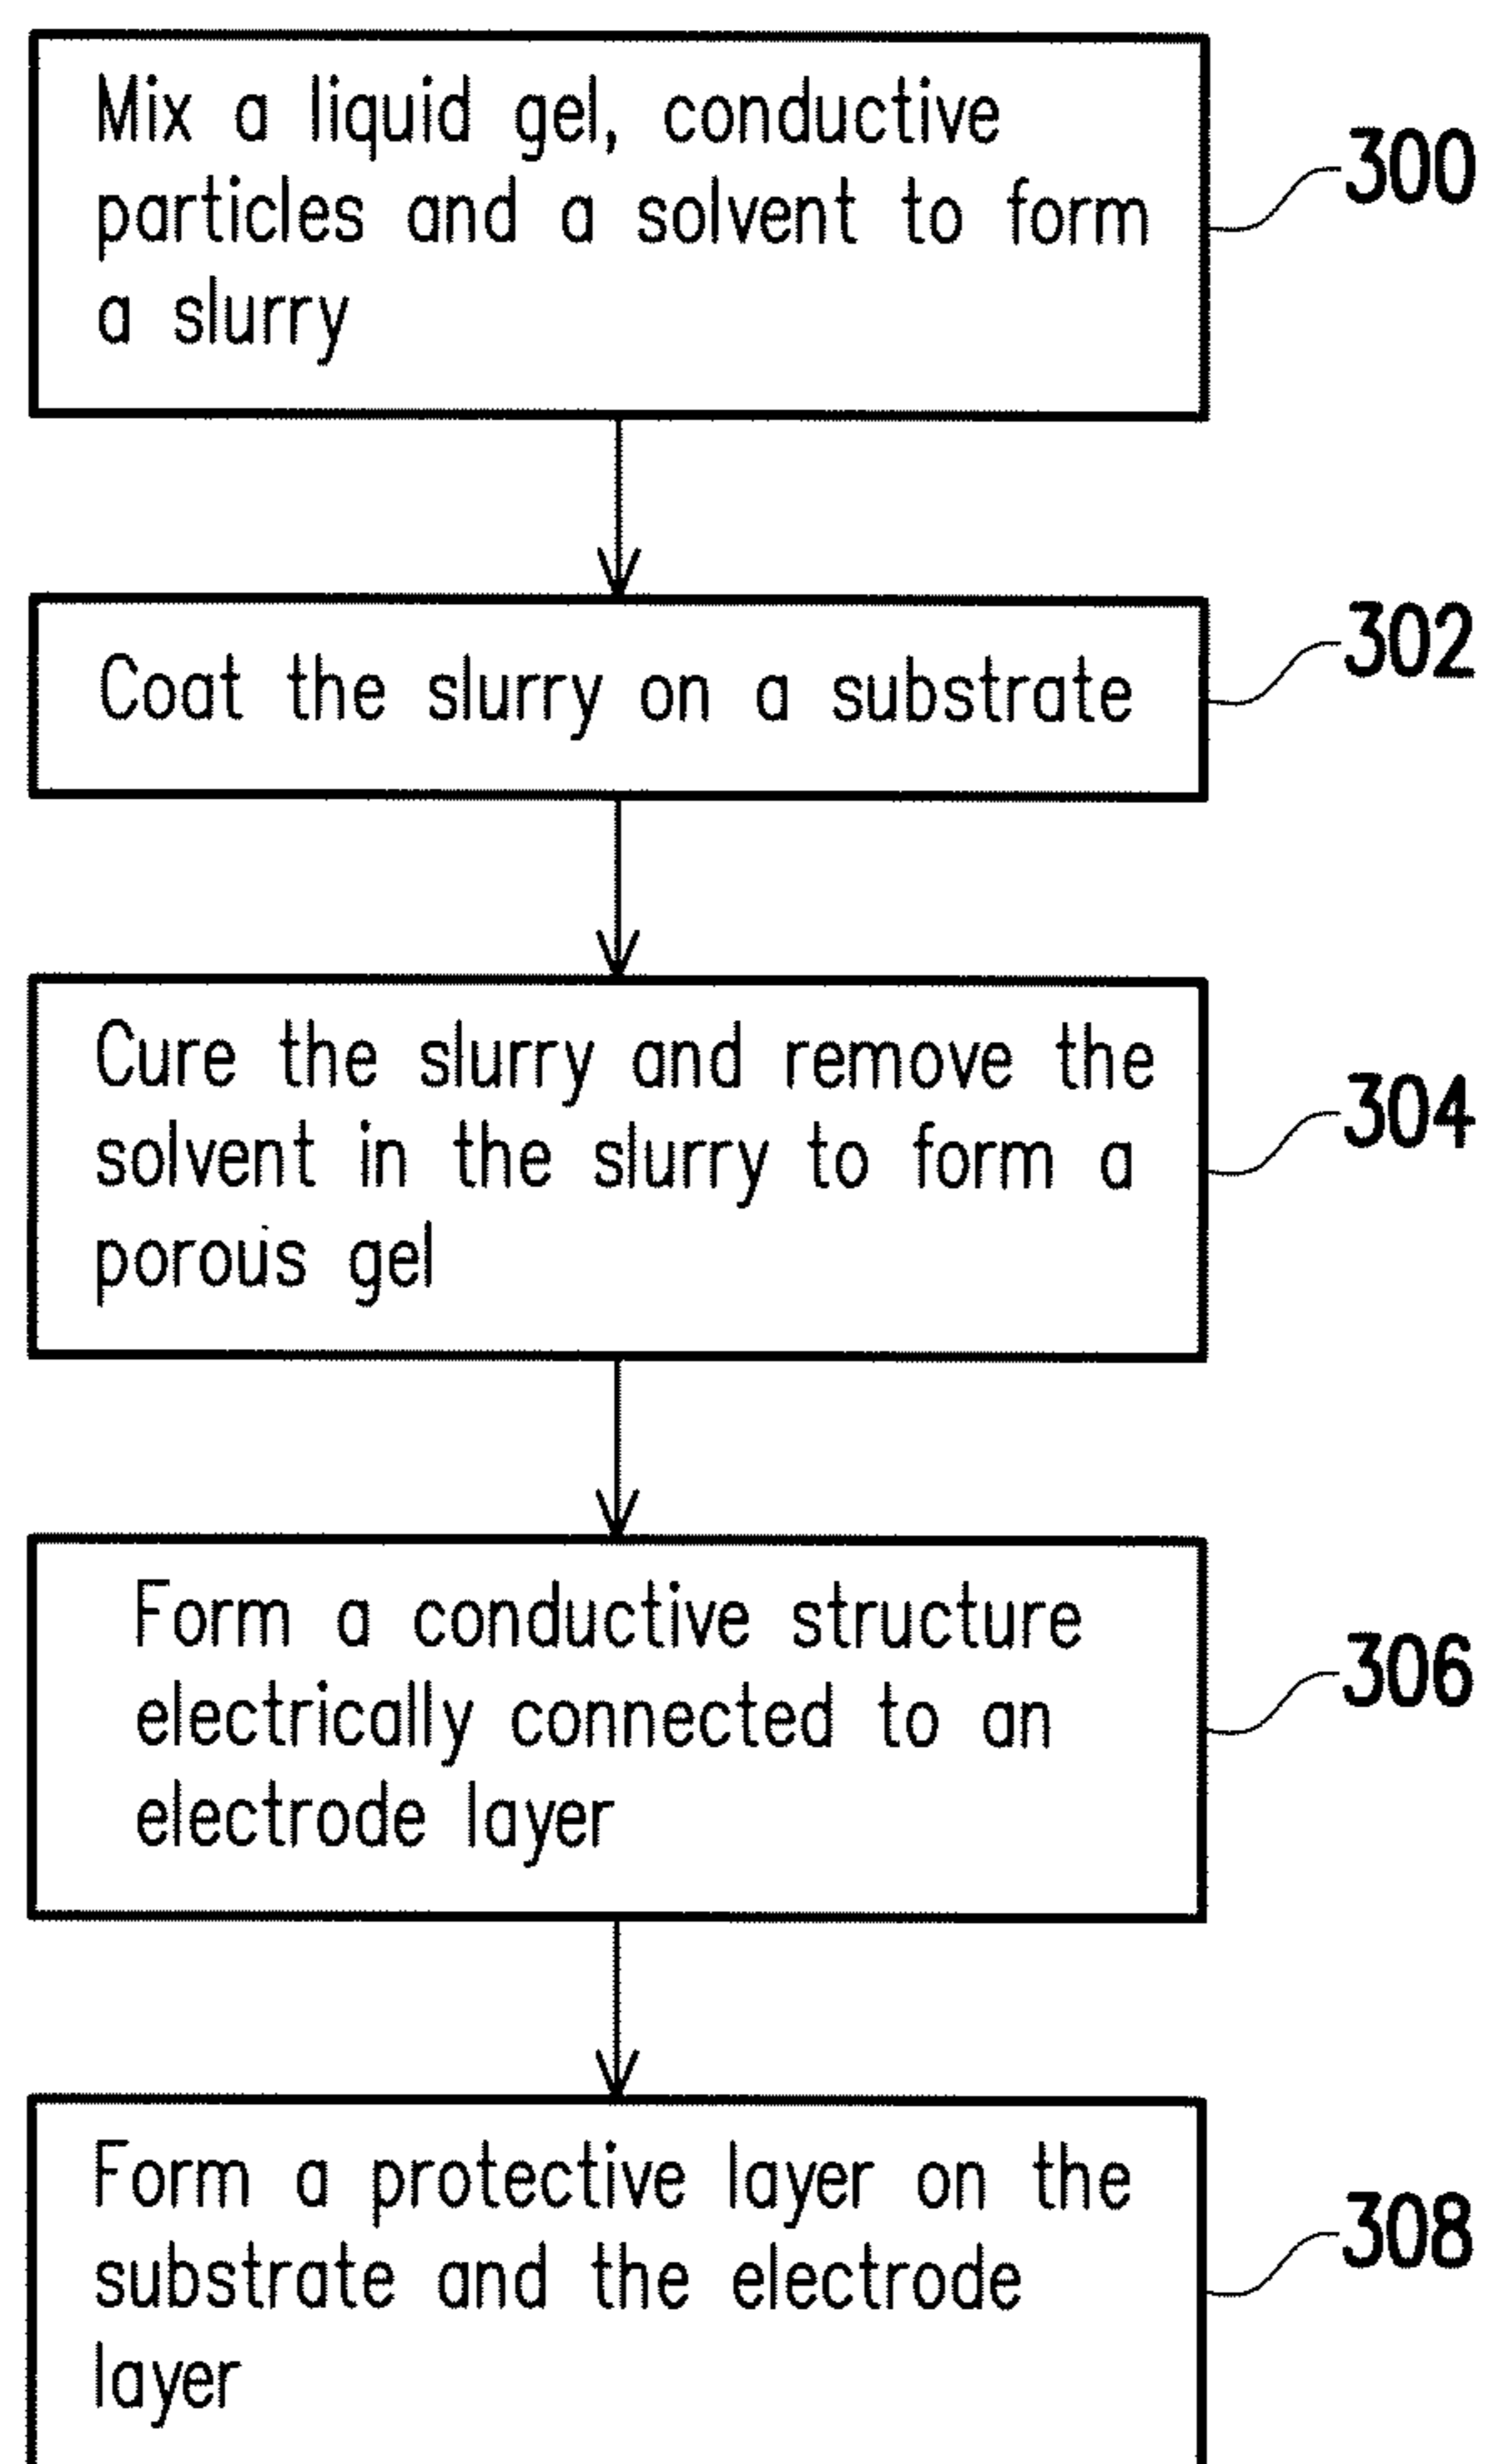 Mix a liquid gel, conductive
particles and a solvent to form
a slurry
300
Coat the slurry on a substrate
302
Cure the slurry and remove the
solvent in the slurry to form a
porous gel
304
Form a conductive structure
electrically connected to an
electrode layer
306
Form a protective layer on the
substrate and the electrode
layer
308